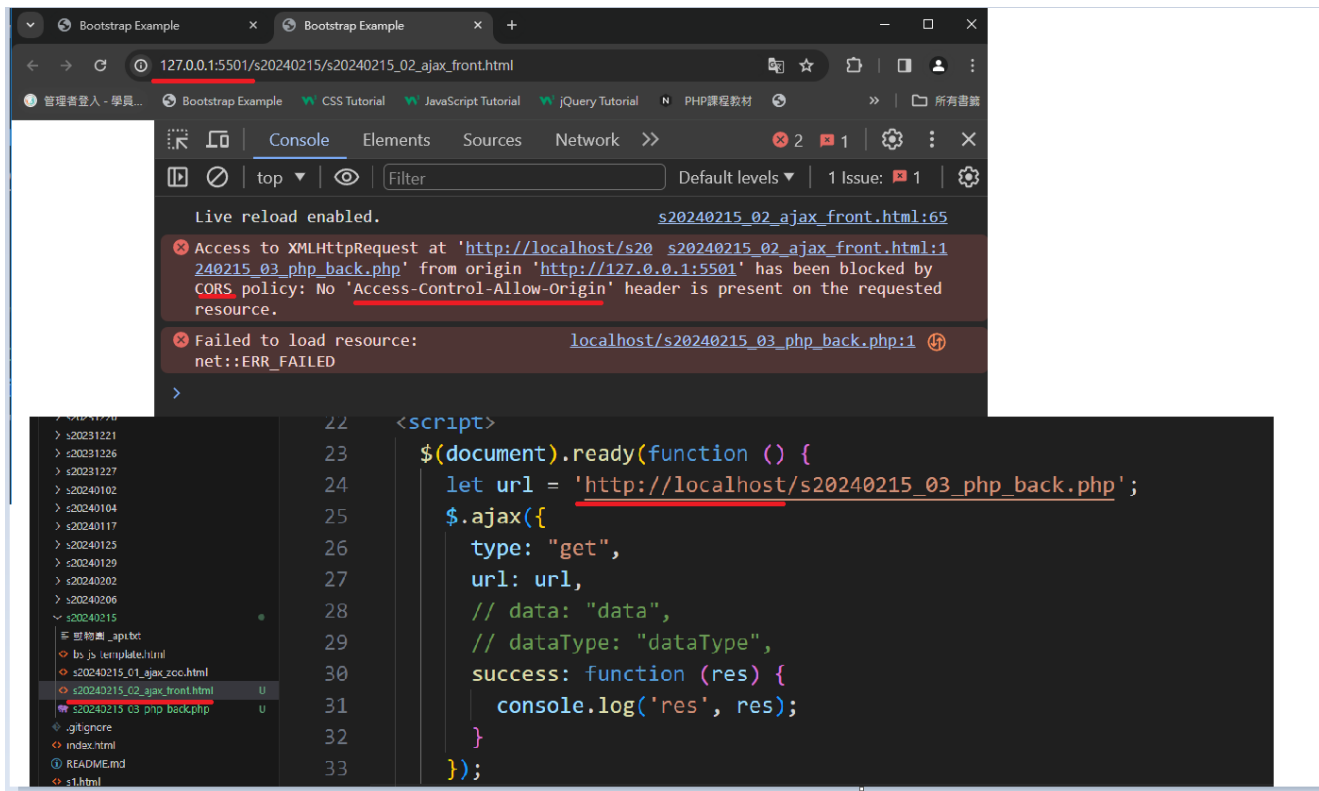 Bootstrap Example
Bootstrap Example
127.0.0.1:5501/s20240215/s20240215_02_ajax_front.html
管理者登入 - 學員... Bootstrap Example CSS Tutorial JavaScript Tutorial jQuery Tutorial PHP課程教材 » 所有書籤
Console Elements Sources Network 2 1
top Filter Default levels 1 Issue: 1
Live reload enabled. s20240215_02_ajax_front.html:65
Access to XMLHttpRequest at 'http://localhost/s20 s20240215_02_ajax_front.html:1
240215_03_php_back.php' from origin 'http://127.0.0.1:5501' has been blocked by
CORS policy: No 'Access-Control-Allow-Origin' header is present on the requested
resource.
Failed to load resource: localhost/s20240215_03_php_back.php:1
net::ERR_FAILED
s20231221
s20231226
s20231227
s20240102
s20240104
s20240117
s20240125
s20240129
s20240202
s20240206
s20240215
_api.txt
bs_js_template.html
s20240215_01_ajax_zoo.html
s20240215_02_ajax_front.html U
s20240215_03_php_back.php U
.gitignore
index.html
README.md
s1.html
22 <script>
23 $(document).ready(function () {
24 let url = 'http://localhost/s20240215_03_php_back.php';
25 $.ajax({
26 type: "get",
27 url: url,
28 // data: "data",
29 // dataType: "dataType",
30 success: function (res) {
31 console.log('res', res);
32 }
33 });